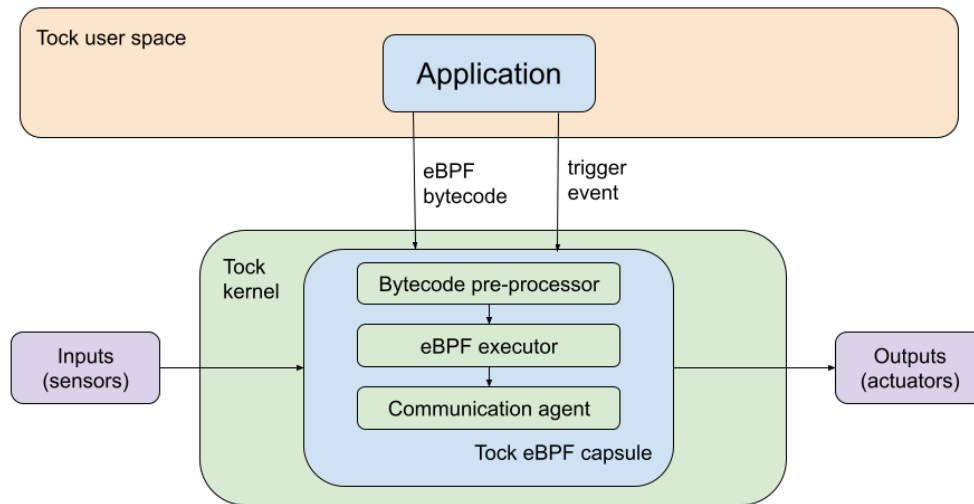 Tock user space
Application
eBPF
bytecode
trigger
event
Tock
kernel
Bytecode pre-processor
eBPF executor
Communication agent
Tock eBPF capsule
Inputs
(sensors)
Outputs
(actuators)